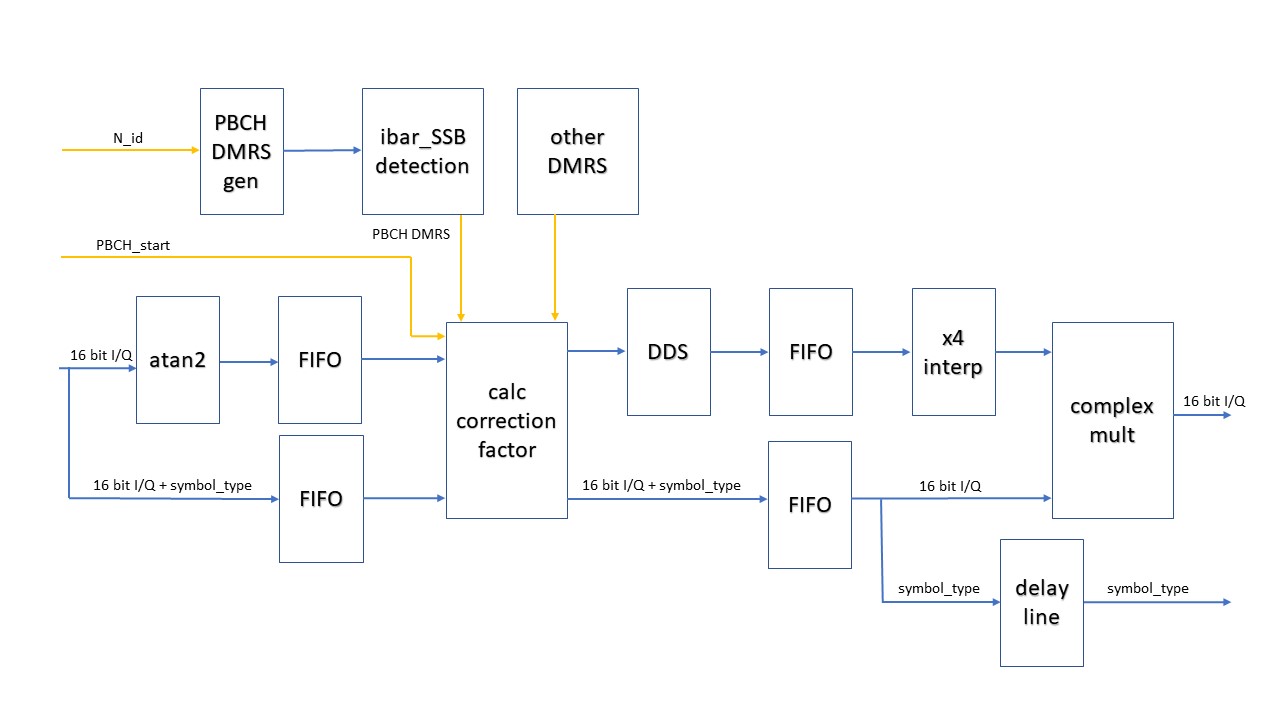 PBCH
DMRS
gen
ibar_SSB
detection
other
DMRS
N_id
PBCH DMRS
PBCH_start
16 bit I/Q
atan2
FIFO
calc
correction
factor
DDS
FIFO
x4
interp
complex
mult
16 bit I/Q
16 bit I/Q + symbol_type
FIFO
16 bit I/Q + symbol_type
FIFO
16 bit I/Q
symbol_type
delay
line
symbol_type